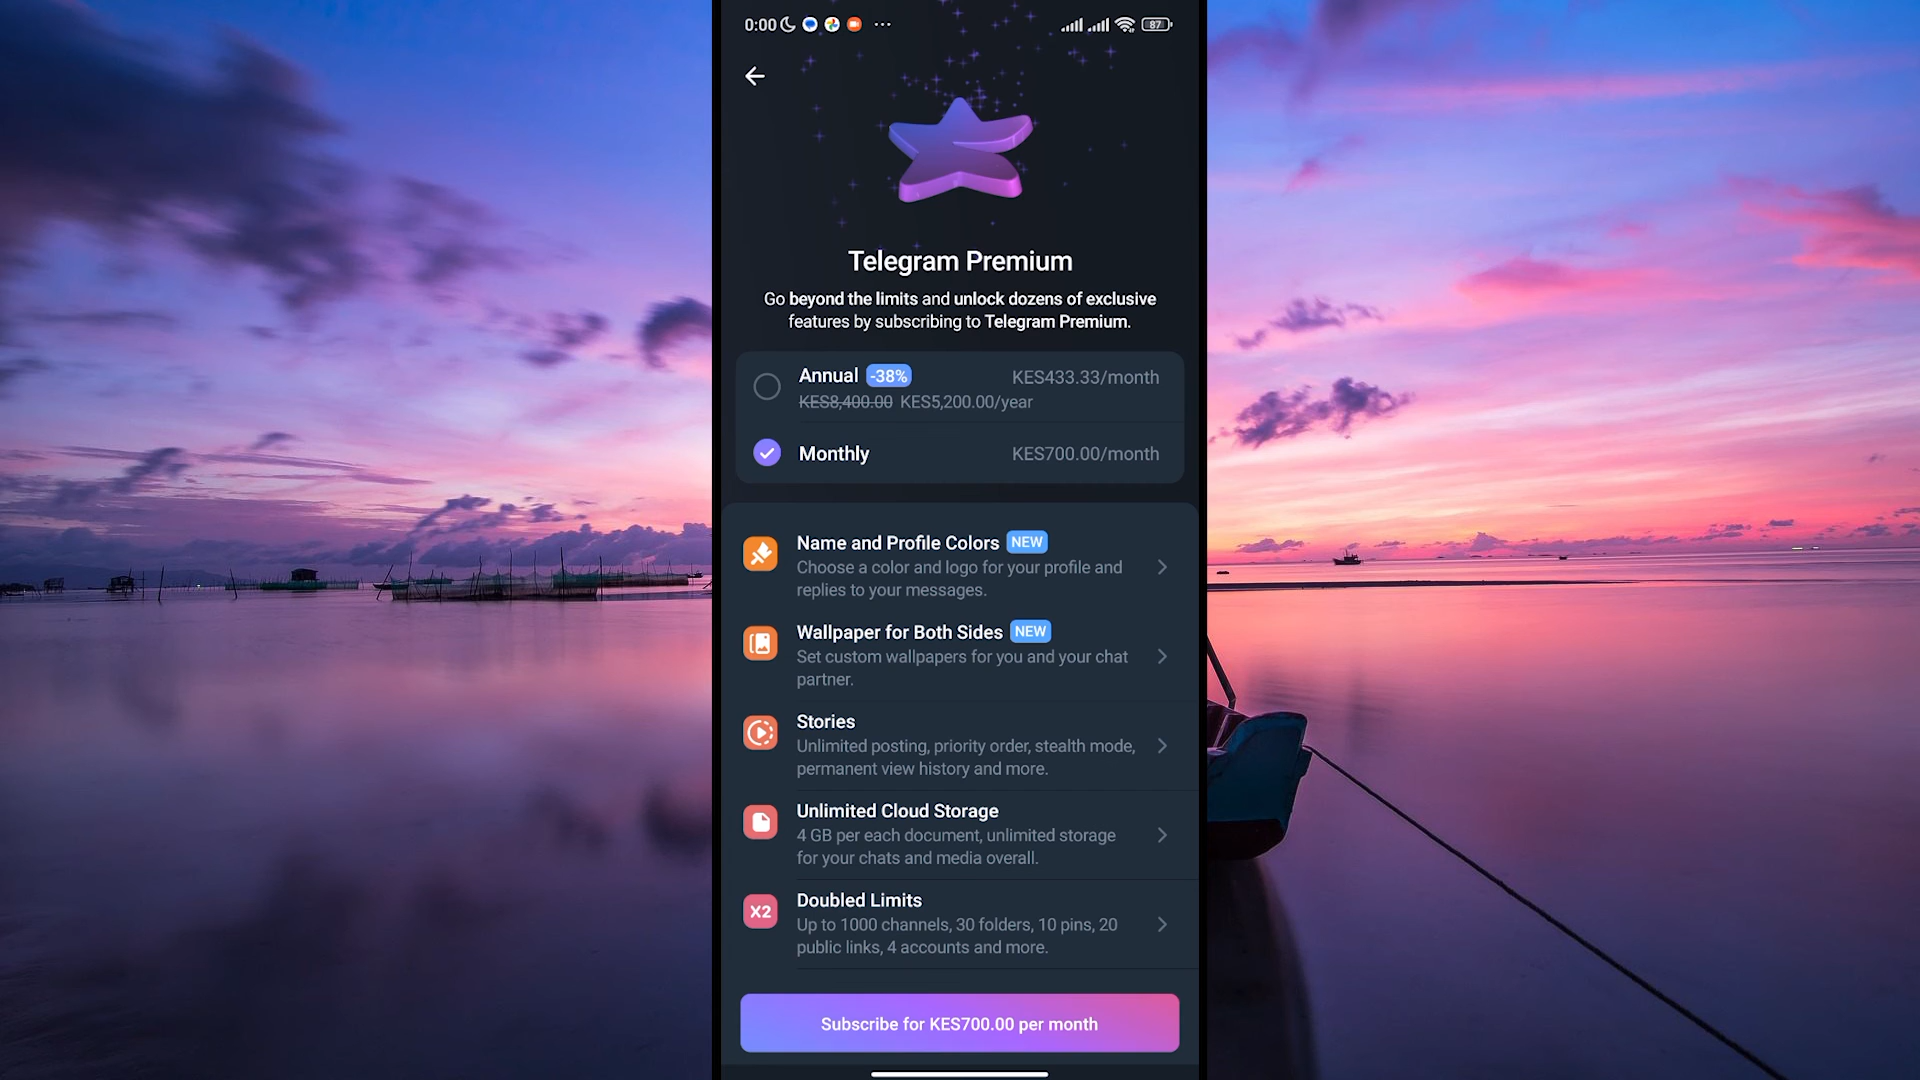 0:00 ... 87
Telegram Premium
Go beyond the limits and unlock dozens of exclusive
features by subscribing to Telegram Premium.
Annual -38% KES433.33/month
KES8,400.00 KES5,200.00/year
Monthly KES700.00/month
Name and Profile Colors NEW
Choose a color and logo for your profile and
replies to your messages.
Wallpaper for Both Sides NEW
Set custom wallpapers for you and your chat
partner.
Stories
Unlimited posting, priority order, stealth mode,
permanent view history and more.
Unlimited Cloud Storage
4 GB per each document, unlimited storage
for your chats and media overall.
X2 Doubled Limits
Up to 1000 channels, 30 folders, 10 pins, 20
public links, 4 accounts and more.
Subscribe for KES700.00 per month